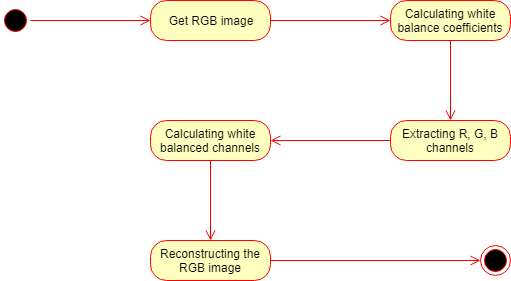 Get RGB image
Calculating white
balance coefficients
Extracting R, G, B
channels
Calculating white
balanced channels
Reconstructing the
RGB image